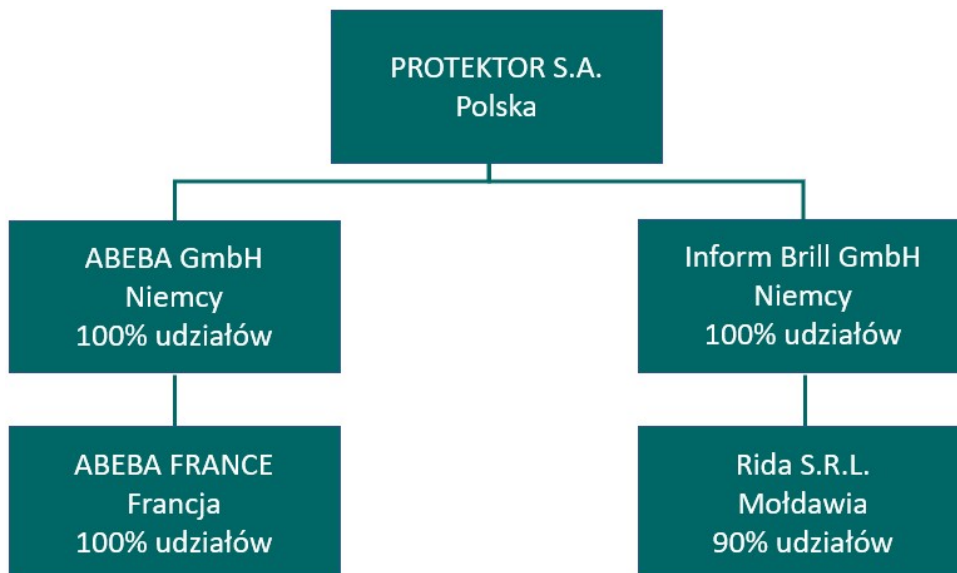 PROTEKTOR S.A.
Polska
ABEBA GmbH
Niemcy
100% udziałów
Inform Brill GmbH
Niemcy
100% udziałów
ABEBA FRANCE
Francja
100% udziałów
Rida S.R.L.
Mołdawia
90% udziałów